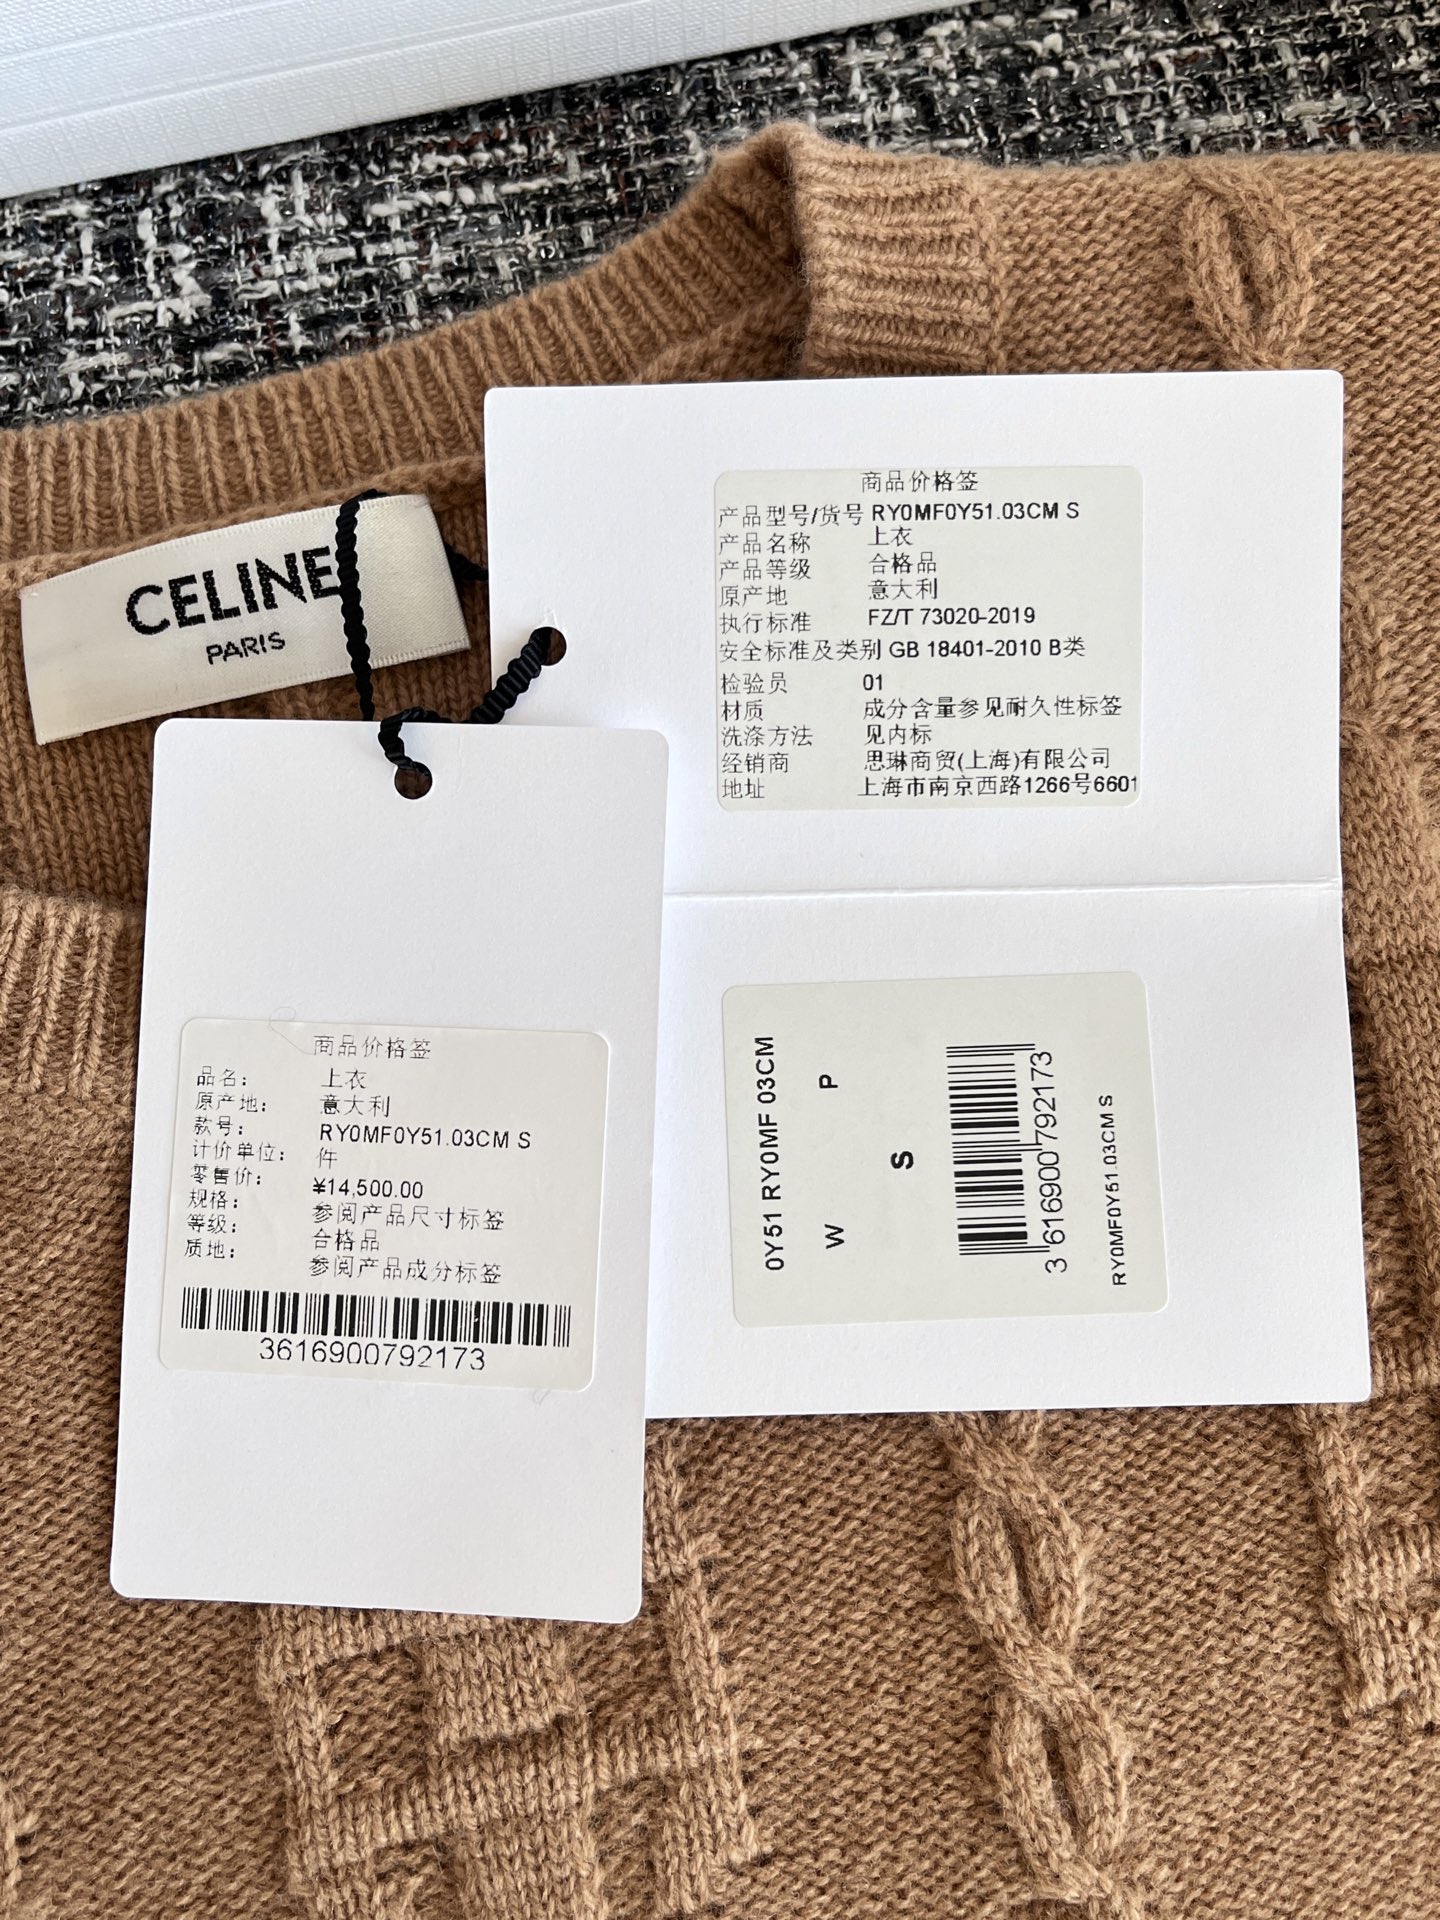 CELINE
PARIS
商品价格签
产品型号/货号 RY0MF0Y51.03CM S
产品名称 上衣
产品等级 合格品
原产地 意大利
执行标准 FZ/T 73020-2019
安全标准及类别 GB 18401-2010 B类
检验员 01
材质 成分含量参见耐久性标签
洗涤方法 见内标
经销商 思琳商贸(上海)有限公司
地址 上海市南京西路1266号6601
商品价格签
品名： 上衣
原产地： 意大利
款号： RY0MF0Y51.03CM S
计价单位： 件
零售价： ¥14,500.00
规格： 参阅产品尺寸标签
等级： 合格品
质地： 参阅产品成分标签
3616900792173
0Y51 RY0MF 03CM
W P
S
3 616900 792173
RY0MF0Y51.03CM S